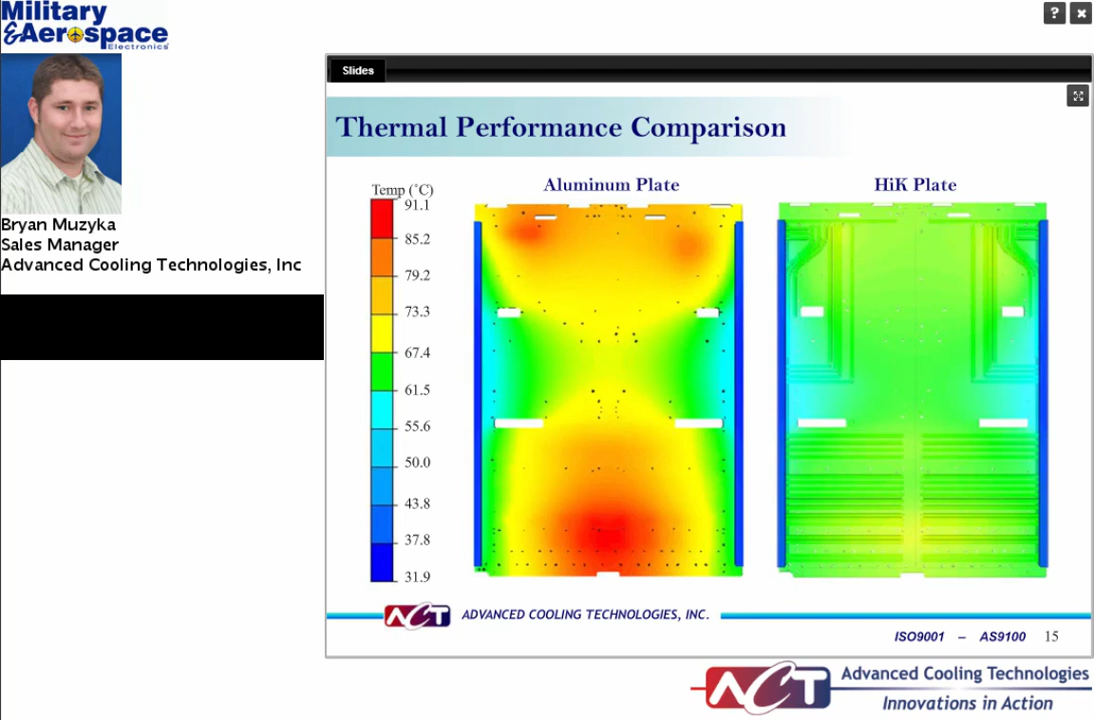 Military
&Aerospace
Electronics
?
Slides
Bryan Muzyka
Sales Manager
Advanced Cooling Technologies, Inc
Thermal Performance Comparison
Temp (˚C)
91.1
85.2
79.2
73.3
67.4
61.5
55.6
50.0
43.8
37.8
31.9
Aluminum Plate
HiK Plate
ACT
ADVANCED COOLING TECHNOLOGIES, INC.
ISO9001 – AS9100 15
ACT
Advanced Cooling Technologies
Innovations in Action